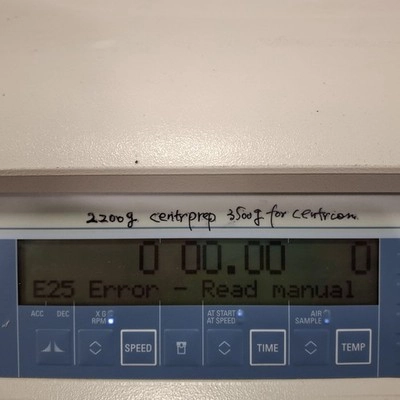 2200g centrprep 3500g for centricon.
0 00.00 0
E25 Error - Read manual
ACC DEC X G RPM AT START AT SPEED AIR SAMPLE
SPEED TIME TEMP